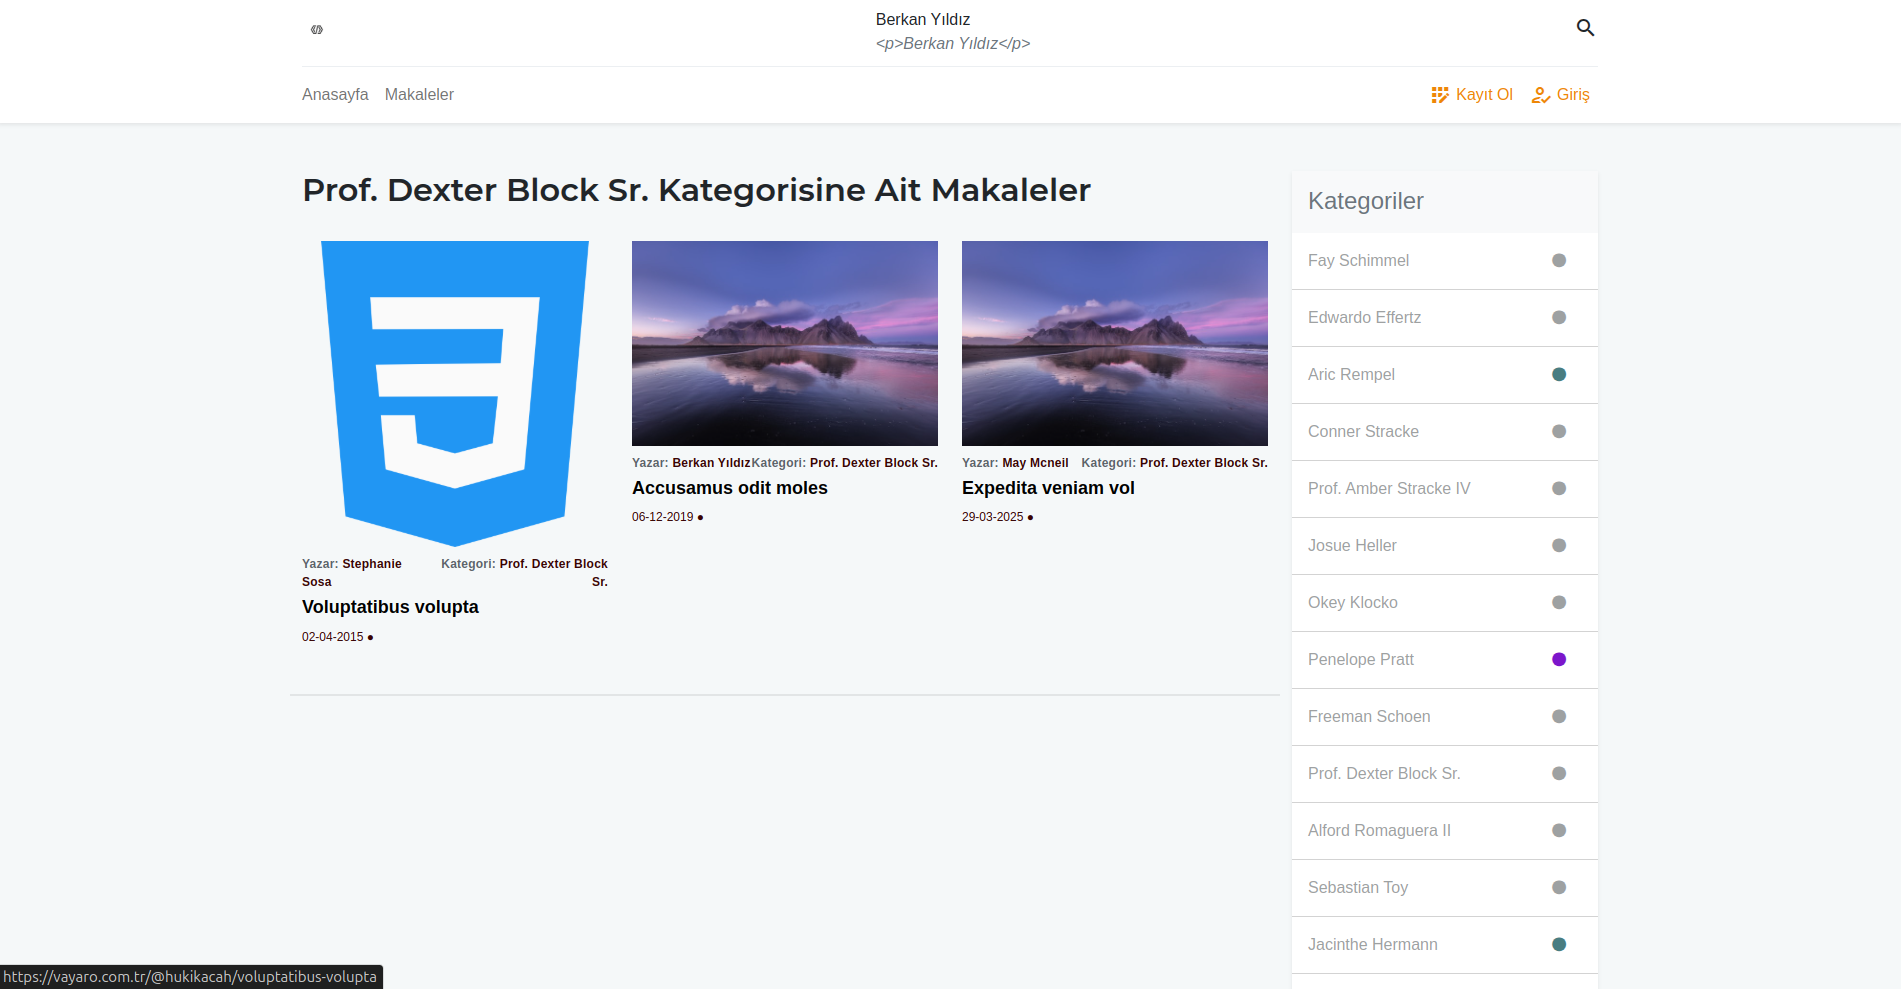 Berkan Yıldız
<p>Berkan Yıldız</p>
Anasayfa Makaleler Kayıt Ol Giriş
Prof. Dexter Block Sr. Kategorisine Ait Makaleler
Yazar: Stephanie Sosa
Kategori: Prof. Dexter Block Sr.
Voluptatibus volupta
02-04-2015 ●
Yazar: Berkan Yıldız Kategori: Prof. Dexter Block Sr.
Accusamus odit moles
06-12-2019 ●
Yazar: May Mcneil Kategori: Prof. Dexter Block Sr.
Expedita veniam vol
29-03-2025 ●
Kategoriler
Fay Schimmel
Edwardo Effertz
Aric Rempel
Conner Stracke
Prof. Amber Stracke IV
Josue Heller
Okey Klocko
Penelope Pratt
Freeman Schoen
Prof. Dexter Block Sr.
Alford Romaguera II
Sebastian Toy
Jacinthe Hermann
https://vayaro.com.tr/@hukikacah/voluptatibus-volupta